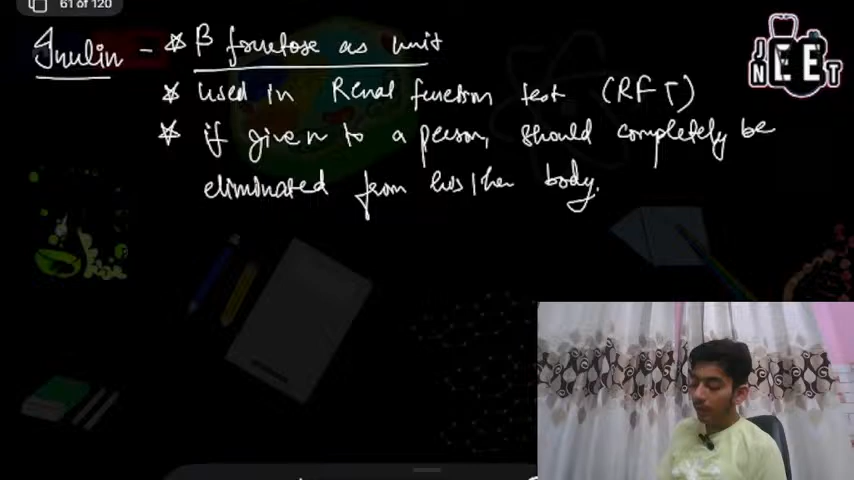 61 of 120
Inulin - * β fructose as unit
* used in Renal function test (RFT)
* if given to a person, should completely be
eliminated from his/her body.
J
NEET